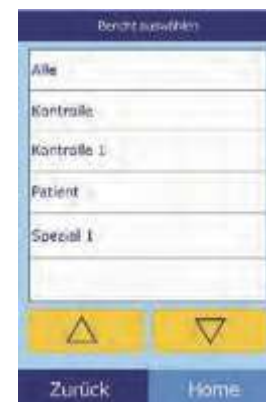 Bericht auswählen
Alle
Kontrolle
Kontrolle 1
Patient
Spezial 1
Zurück
Home